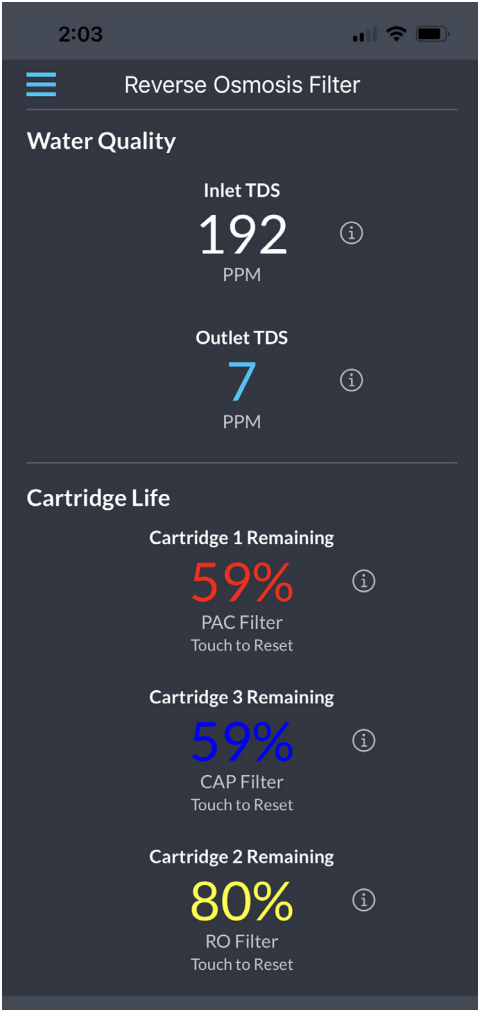 2:03
Reverse Osmosis Filter
Water Quality
Inlet TDS
192
PPM
Outlet TDS
7
PPM
Cartridge Life
Cartridge 1 Remaining
59%
PAC Filter
Touch to Reset
Cartridge 3 Remaining
59%
CAP Filter
Touch to Reset
Cartridge 2 Remaining
80%
RO Filter
Touch to Reset